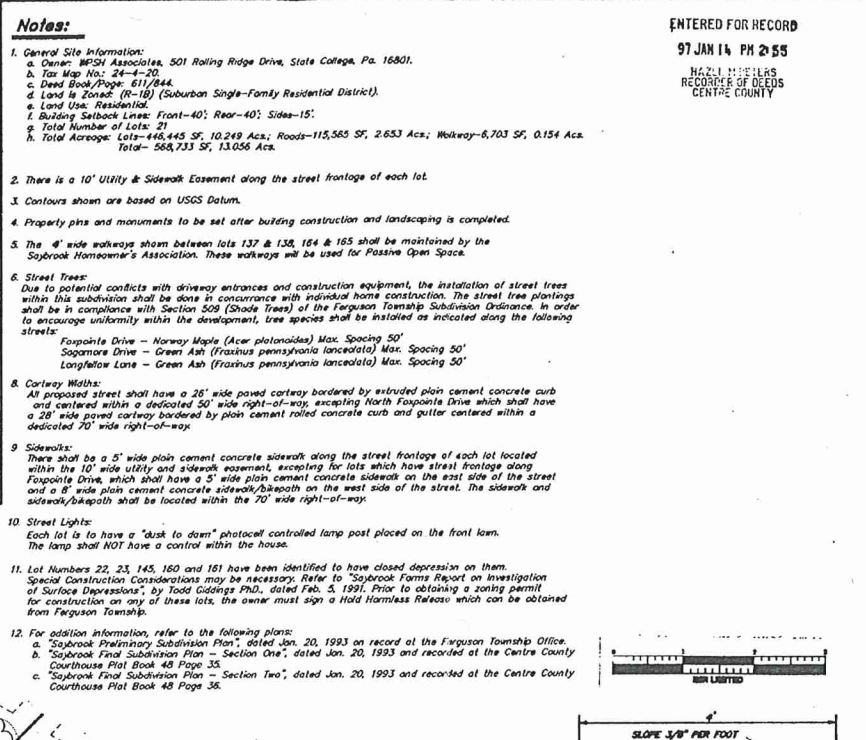 Notes:
ENTERED FOR RECORD
97 JAN 14 PM 2:55
RECORDER OF DEEDS
CENTRE COUNTY
1. General Site Information:
a. Owner: WPSH Associates, 501 Rolling Ridge Drive, State College, Pa. 16801.
b. Tax Map No.: 24-4-20.
c. Deed Book/Page: 611/844.
d. Land is Zoned: (R-1B) (Suburban Single-Family Residential District).
e. Land Use: Residential.
f. Building Setback Lines: Front-40'; Rear-40'; Sides-15'.
g. Total Number of Lots: 21
h. Total Acreage: Lots-446,445 SF, 10.249 Acs.; Roads-115,565 SF, 2.653 Acs.; Walkway-6,703 SF, 0.154 Acs.
Total- 568,733 SF, 13.056 Acs.
2. There is a 10' Utility & Sidewalk Easement along the street frontage of each lot.
3. Contours shown are based on USGS Datum.
4. Property pins and monuments to be set after building construction and landscaping is completed.
5. The 4' wide walkways shown between lots 137 & 138, 164 & 165 shall be maintained by the
Saybrook Homeowner's Association. These walkways will be used for Passive Open Space.
6. Street Trees:
Due to potential conflicts with driveway entrances and construction equipment, the installation of street trees
within this subdivision shall be done in concurrance with individual home construction. The street tree plantings
shall be in compliance with Section 509 (Shade Trees) of the Ferguson Township Subdivision Ordinance. In order
to encourage uniformity within the development, tree species shall be installed as indicated along the following
streets:
Foxpointe Drive - Norway Maple (Acer platanoides) Max. Spacing 50'
Sagamore Drive - Green Ash (Fraxinus pennsylvania lanceolata) Max. Spacing 50'
Longfellow Lane - Green Ash (Fraxinus pennsylvania lanceolata) Max. Spacing 50'
8. Cartway Widths:
All proposed street shall have a 26' wide paved cartway bordered by extruded plain cement concrete curb
and centered within a dedicated 50' wide right-of-way, excepting North Foxpointe Drive which shall have
a 28' wide paved cartway bordered by plain cement rolled concrete curb and gutter centered within a
dedicated 70' wide right-of-way.
9 Sidewalks:
There shall be a 5' wide plain cement concrete sidewalk along the street frontage of each lot located
within the 10' wide utility and sidewalk easement, excepting for lots which have street frontage along
Foxpointe Drive, which shall have a 5' wide plain cement concrete sidewalk on the east side of the street
and a 8' wide plain cement concrete sidewalk/bikepath on the west side of the street. The sidewalk and
sidewalk/bikepath shall be located within the 70' wide right-of-way.
10. Street Lights:
Each lot is to have a "dusk to dawn" photocell controlled lamp post placed on the front lawn.
The lamp shall NOT have a control within the house.
11. Lot Numbers 22, 23, 145, 160 and 161 have been identified to have closed depression on them.
Special Construction Considerations may be necessary. Refer to "Saybrook Farms Report on Investigation
of Surface Depressions", by Todd Giddings PhD., dated Feb. 5, 1991. Prior to obtaining a zoning permit
for construction on any of these lots, the owner must sign a Hold Harmless Release which can be obtained
from Ferguson Township.
12. For addition information, refer to the following plans:
a. "Saybrook Preliminary Subdivision Plan", dated Jan. 20, 1993 on record at the Ferguson Township Office.
b. "Saybrook Final Subdivision Plan - Section One", dated Jan. 20, 1993 and recorded at the Centre County
Courthouse Plat Book 48 Page 35.
c. "Saybrook Final Subdivision Plan - Section Two", dated Jan. 20, 1993 and recorded at the Centre County
Courthouse Plat Book 48 Page 36.
0 1 2 3
4'
SLOPE 3/8" PER FOOT